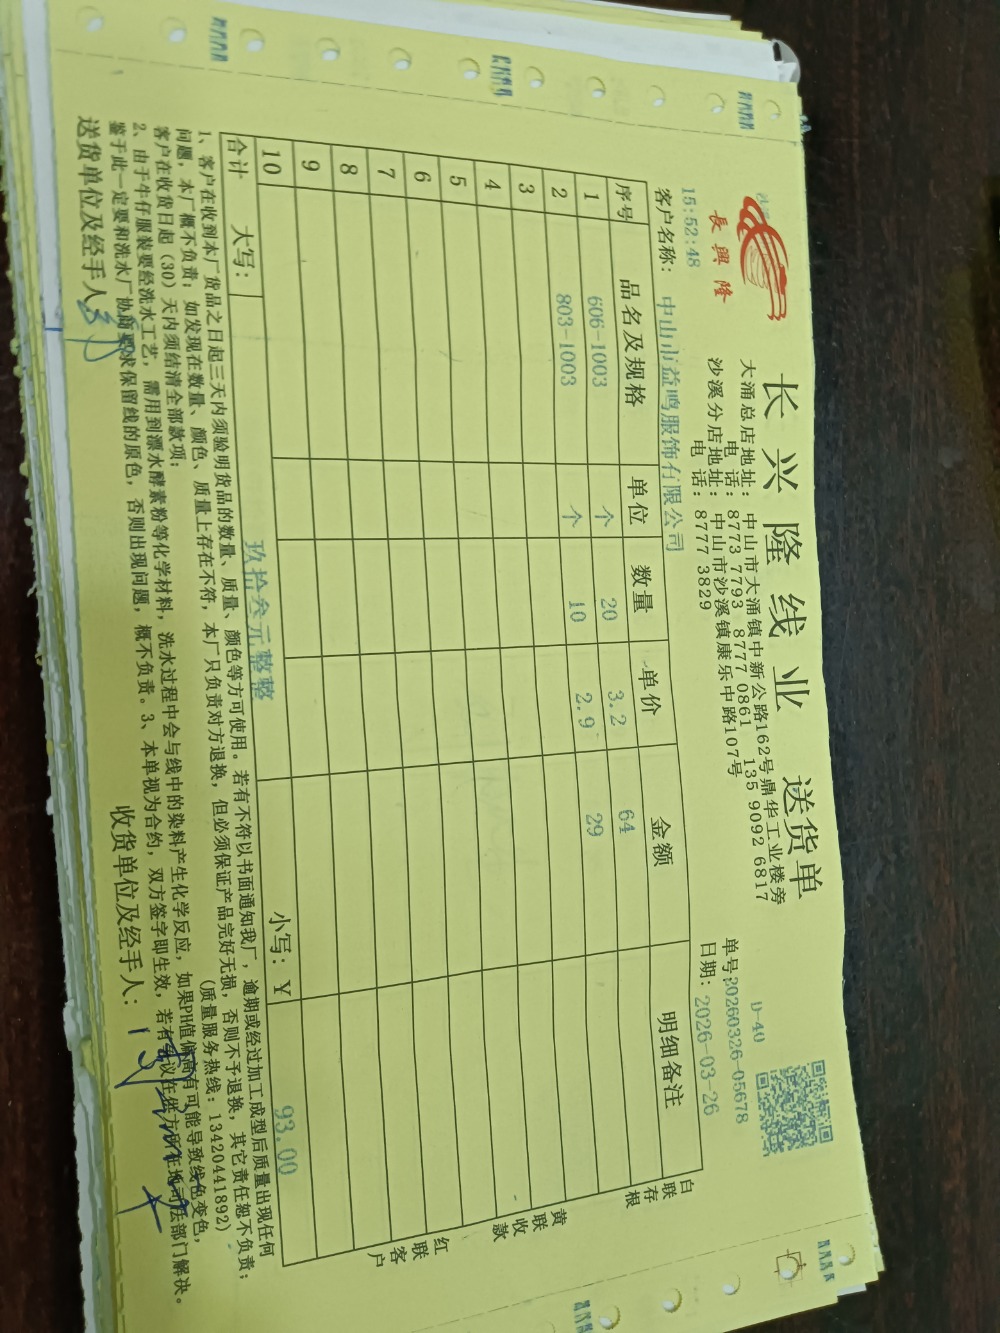 长兴隆线业 送货单
長興隆
大涌总店地址：中山市大涌镇中新公路162号鼎华工业楼旁
电 话：8773 7793 8777 0861 135 9092 6817
沙溪分店地址：中山市沙溪镇康乐中路107号
电 话：8777 3829
D-40
单号:20260326-05678
15:52:48
日期：2026-03-26
客户名称：中山市益鸣服饰有限公司
序号 品名及规格 单位 数量 单价 金额 明细备注
1 606-1003 个 20 3.2 64
2 803-1003 个 10 2.9 29
3
4
5
6
7
8
9
10
合计 大写：玖拾叁元整整 小写：¥ 93.00
白联存根
黄联收款
红联客户
1、客户在收到本厂货品之日起三天内须验明货品的数量、质量、颜色等方可使用。若有不符以书面通知我厂，逾期或经过加工成型后质量出现任何
问题，本厂概不负责；如发现在数量、颜色、质量上存在不符，本厂只负责对方退换，但必须保证产品完好无损，否则不予退换，其它责任恕不负责；
客户在收货日起（30）天内须结清全部款项； （质量服务热线：13420441892）
2、由于牛仔服装要经洗水工艺，需用到漂水酵素粉等化学材料，洗水过程中会与线中的染料产生化学反应，如果PH值偏高有可能导致线色变色，
鉴于此一定要和洗水厂协商要求保留线的原色，否则出现问题，概不负责。3、本单视为合约，双方签字即生效，若有争议在供方所在地司法部门解决。
送货单位及经手人：
收货单位及经手人：